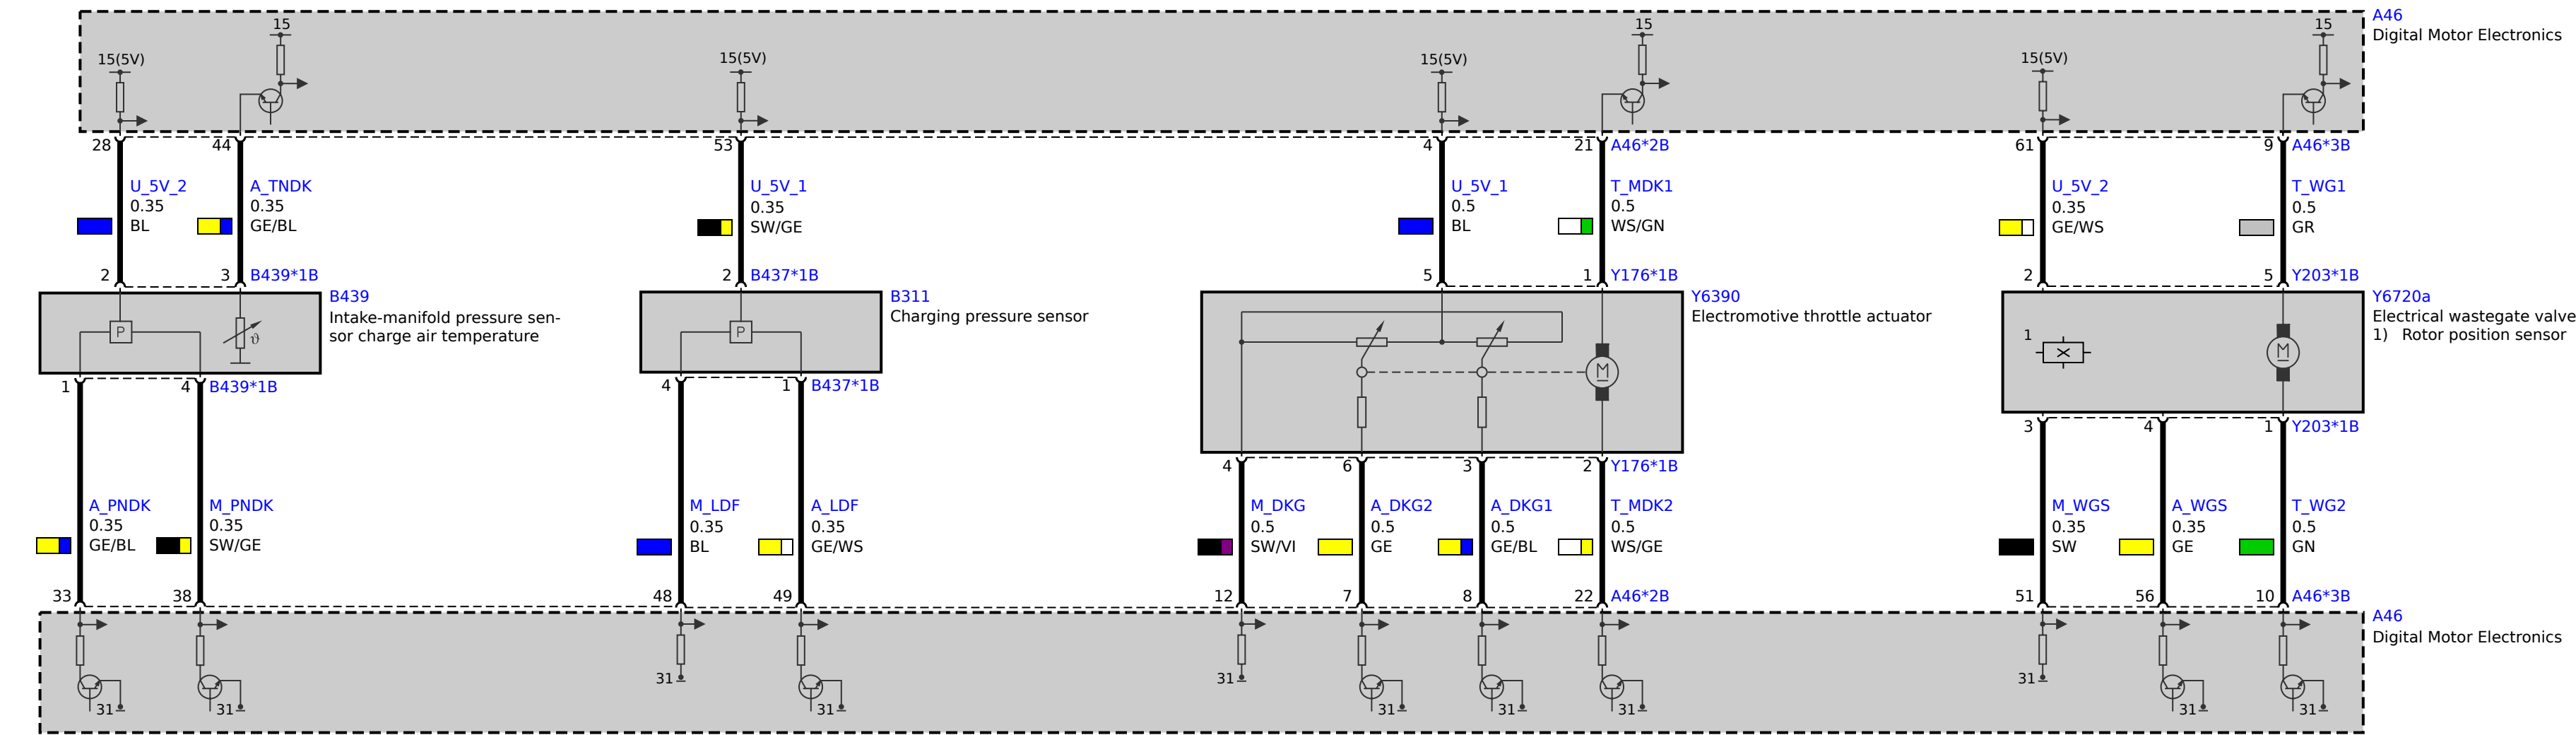 15
15
15
A46
Digital Motor Electronics
15(5V)
15(5V)
15(5V)
15(5V)
28
44
53
4
21
A46*2B
61
9
A46*3B
U_5V_2
0.35
BL
A_TNDK
0.35
GE/BL
U_5V_1
0.35
SW/GE
U_5V_1
0.5
BL
T_MDK1
0.5
WS/GN
U_5V_2
0.35
GE/WS
T_WG1
0.5
GR
2
3
B439*1B
2
B437*1B
5
1
Y176*1B
2
5
Y203*1B
P
ϑ
B439
Intake-manifold pressure sen-
sor charge air temperature
P
B311
Charging pressure sensor
M
Y6390
Electromotive throttle actuator
1
M
Y6720a
Electrical wastegate valve
1) Rotor position sensor
1
4
B439*1B
4
1
B437*1B
4
6
3
2
Y176*1B
3
4
1
Y203*1B
A_PNDK
0.35
GE/BL
M_PNDK
0.35
SW/GE
M_LDF
0.35
BL
A_LDF
0.35
GE/WS
M_DKG
0.5
SW/VI
A_DKG2
0.5
GE
A_DKG1
0.5
GE/BL
T_MDK2
0.5
WS/GE
M_WGS
0.35
SW
A_WGS
0.35
GE
T_WG2
0.5
GN
33
38
48
49
12
7
8
22
A46*2B
51
56
10
A46*3B
A46
Digital Motor Electronics
31
31
31
31
31
31
31
31
31
31
31